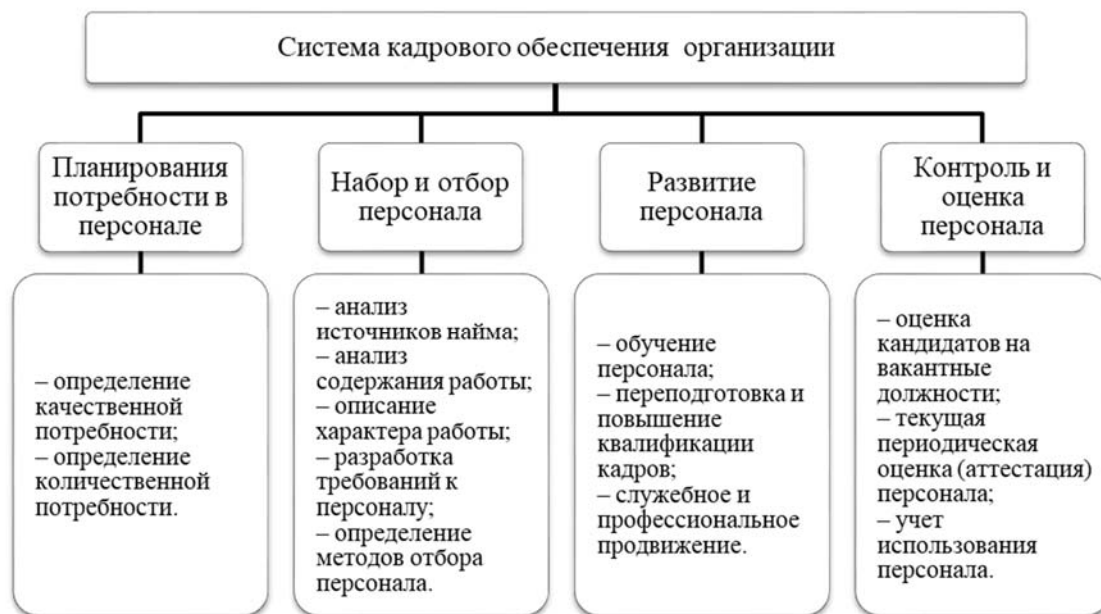 Система кадрового обеспечения организации
Планирования
потребности в
персонале
Набор и отбор
персонала
Развитие
персонала
Контроль и
оценка
персонала
– определение
качественной
потребности;
– определение
количественной
потребности.
– анализ
источников найма;
– анализ
содержания работы;
– описание
характера работы;
– разработка
требований к
персоналу;
– определение
методов отбора
персонала.
– обучение
персонала;
– переподготовка и
повышение
квалификации
кадров;
– служебное и
профессиональное
продвижение.
– оценка
кандидатов на
вакантные
должности;
– текущая
периодическая
оценка (аттестация)
персонала;
– учет
использования
персонала.